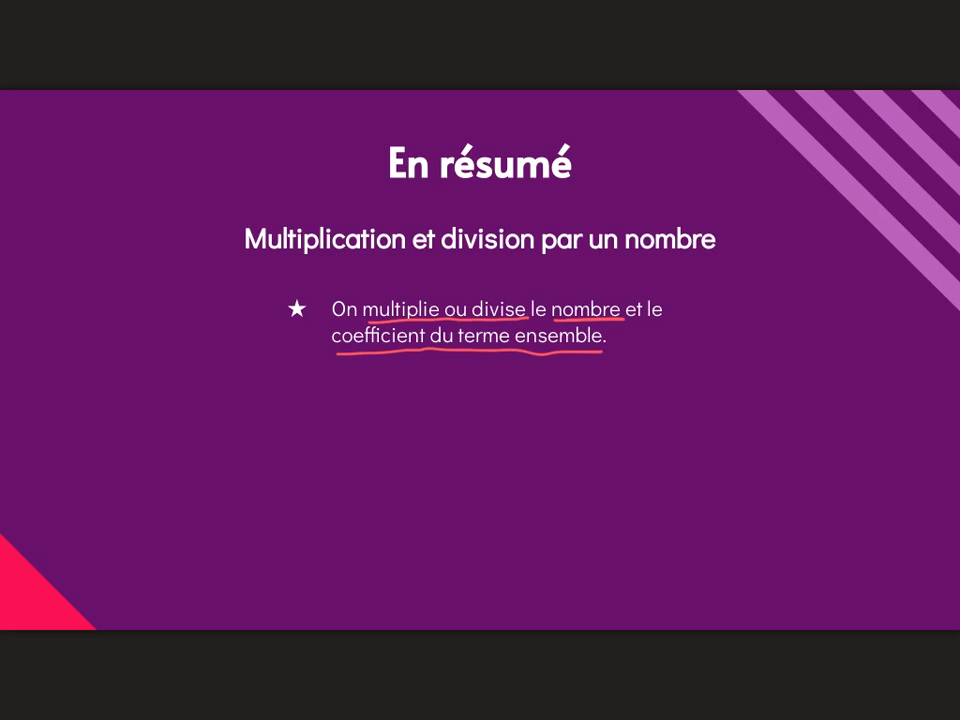 En résumé
Multiplication et division par un nombre
★ On multiplie ou divise le nombre et le
coefficient du terme ensemble.